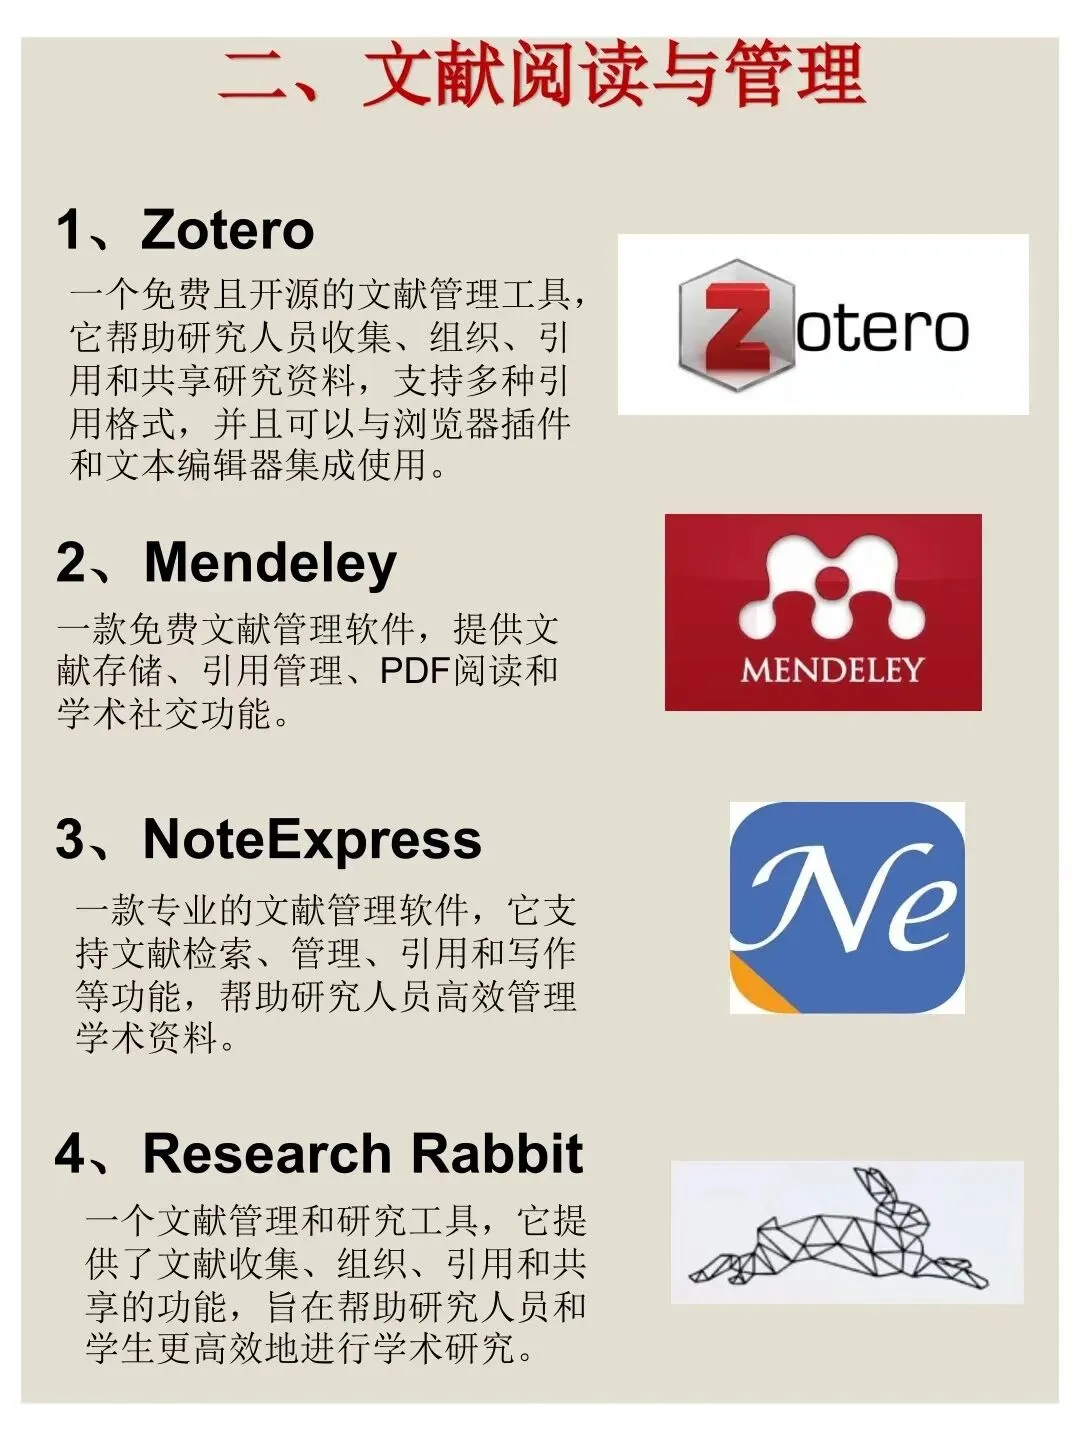 二、文献阅读与管理
1、Zotero
一个免费且开源的文献管理工具，
它帮助研究人员收集、组织、引
用和共享研究资料，支持多种引
用格式，并且可以与浏览器插件
和文本编辑器集成使用。
Zotero
2、Mendeley
一款免费文献管理软件，提供文
献存储、引用管理、PDF阅读和
学术社交功能。
MENDELEY
3、NoteExpress
一款专业的文献管理软件，它支
持文献检索、管理、引用和写作
等功能，帮助研究人员高效管理
学术资料。
Ne
4、Research Rabbit
一个文献管理和研究工具，它提
供了文献收集、组织、引用和共
享的功能，旨在帮助研究人员和
学生更高效地进行学术研究。